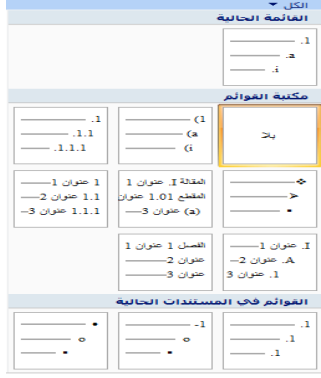 الكل
القائمة الحالية
1.
a.
i.
مكتبة القوائم
بلا
1)
a)
i)
1.
1.1.
1.1.1.
❖
➢
•
المقالة I. عنوان 1
المقطع 1.01 عنوان
(a) عنوان 3
1 عنوان 1
1.1 عنوان 2
1.1.1 عنوان 3
I. عنوان 1
A. عنوان 2
1. عنوان 3
الفصل 1 عنوان 1
عنوان 2
عنوان 3
القوائم في المستندات الحالية
1.
1.
1.
1-
o
•
•
o
•